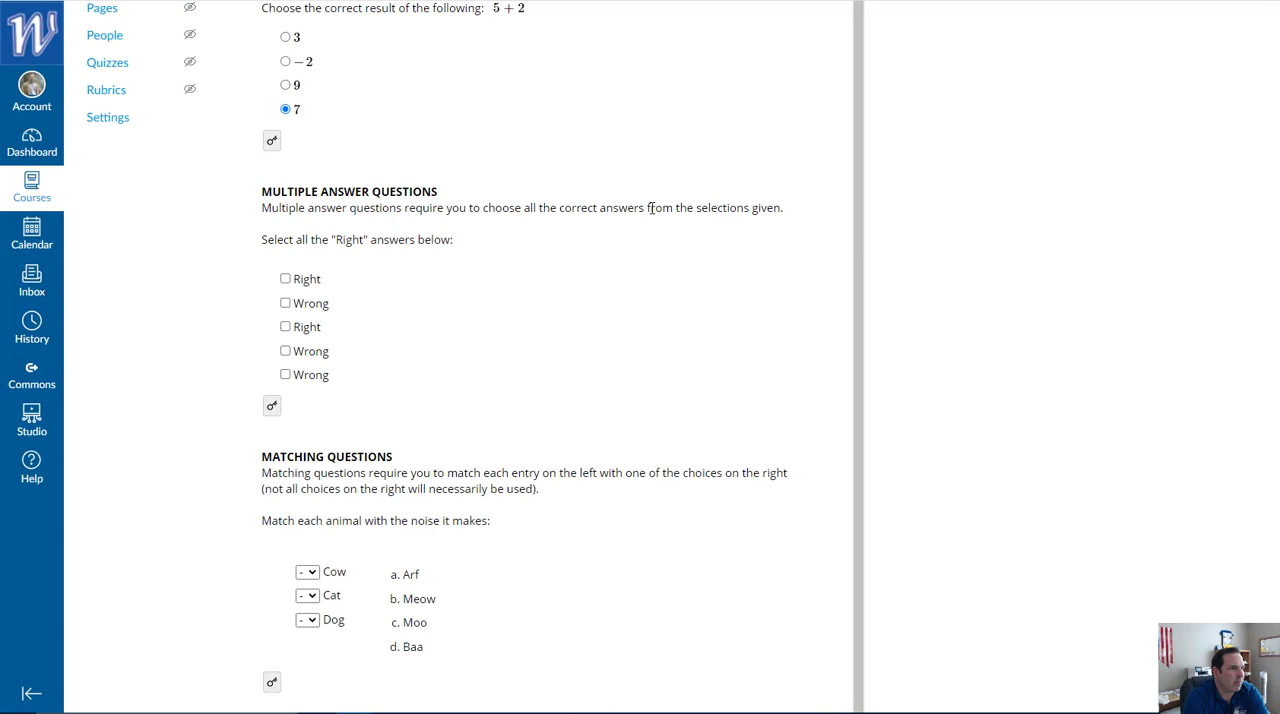 Pages
People
Quizzes
Rubrics
Settings
W
Account
Dashboard
Courses
Calendar
Inbox
History
Commons
Studio
Help
Choose the correct result of the following: 5 + 2
3
−2
9
7
MULTIPLE ANSWER QUESTIONS
Multiple answer questions require you to choose all the correct answers from the selections given.
Select all the "Right" answers below:
Right
Wrong
Right
Wrong
Wrong
MATCHING QUESTIONS
Matching questions require you to match each entry on the left with one of the choices on the right
(not all choices on the right will necessarily be used).
Match each animal with the noise it makes:
- Cow
- Cat
- Dog
a. Arf
b. Meow
c. Moo
d. Baa